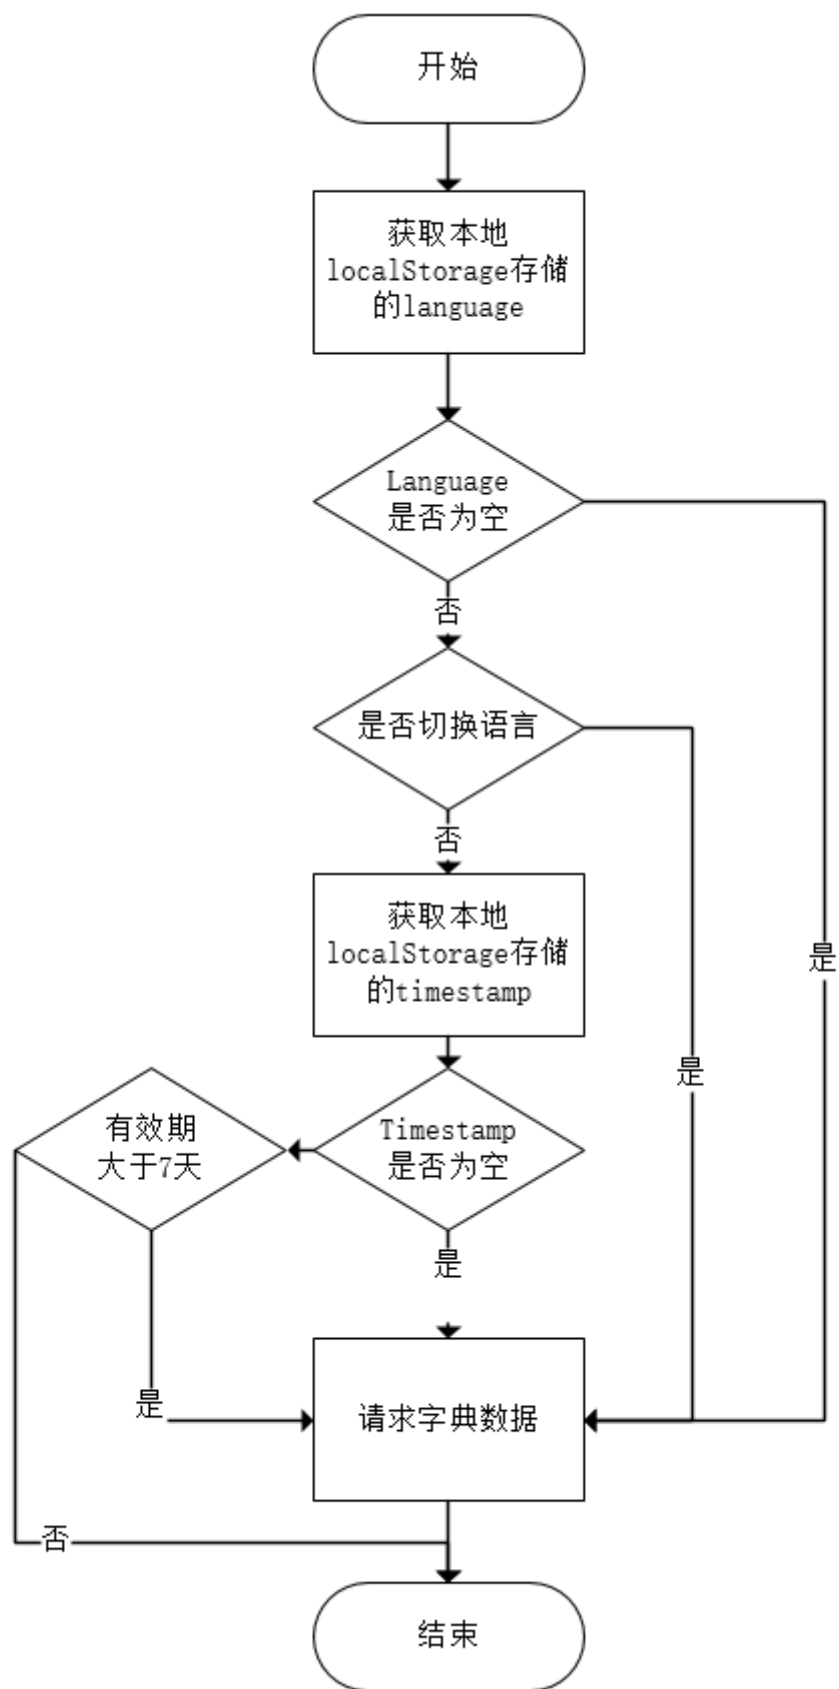 开始
获取本地
localStorage存储
的language
Language
是否为空
否
是否切换语言
否
获取本地
localStorage存储
的timestamp
是
是
有效期
大于7天
Timestamp
是否为空
是
是
请求字典数据
否
结束